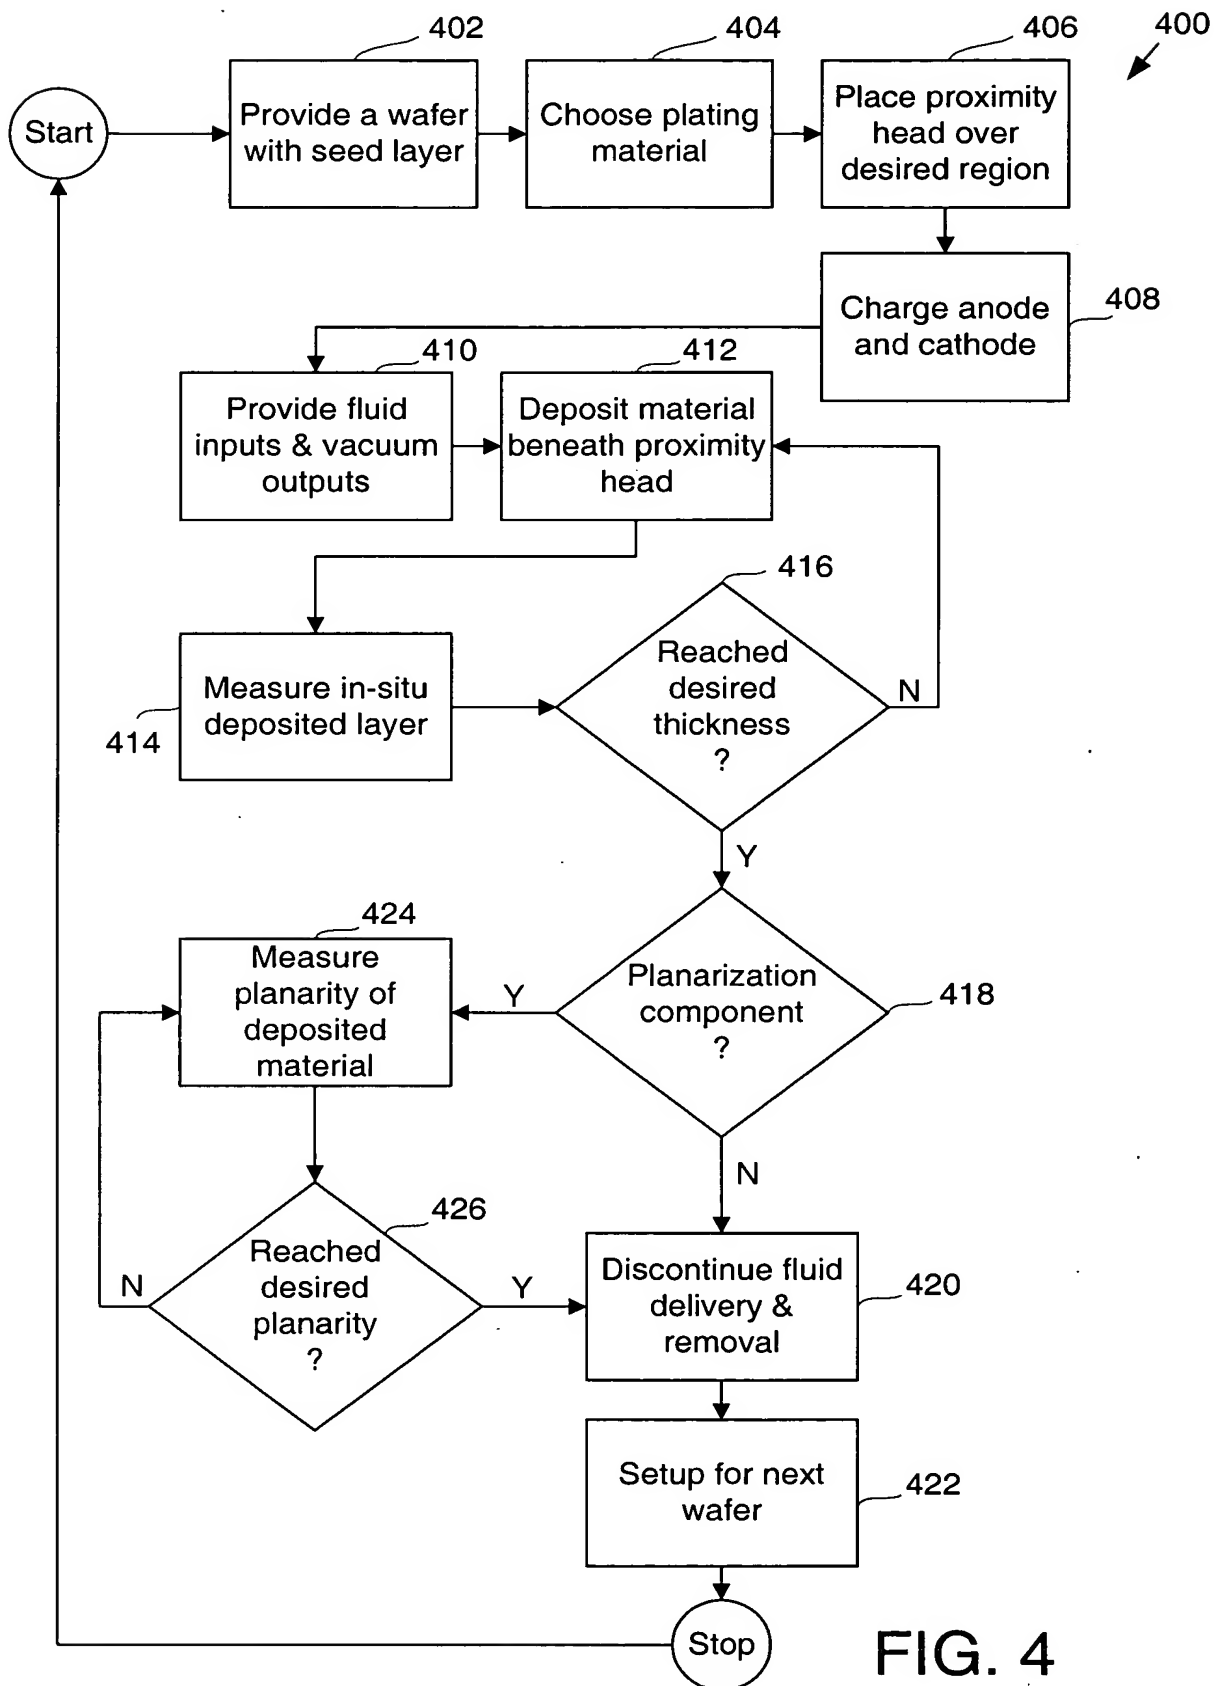 402
404
406
400
Start
Provide a wafer
with seed layer
Choose plating
material
Place proximity
head over
desired region
Charge anode
and cathode
408
410
412
Provide fluid
inputs & vacuum
outputs
Deposit material
beneath proximity
head
416
Measure in-situ
deposited layer
414
Reached
desired
thickness
?
N
Y
424
Measure
planarity of
deposited
material
Y
Planarization
component
?
418
N
426
Reached
desired
planarity
?
N
Y
Discontinue fluid
delivery &
removal
420
Setup for next
wafer
422
Stop
FIG. 4